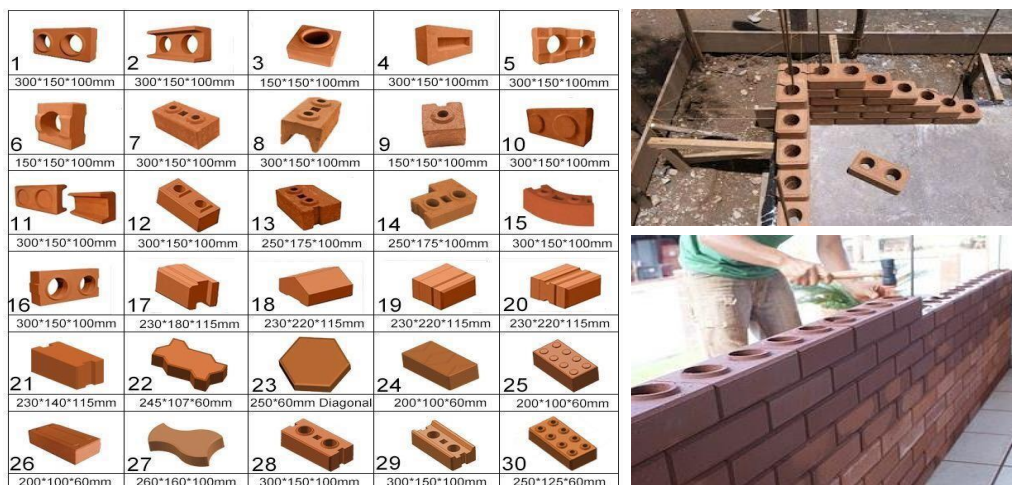 1 2 3 4 5
300*150*100mm 300*150*100mm 150*150*100mm 300*150*100mm 300*150*100mm
6 7 8 9 10
150*150*100mm 300*150*100mm 300*150*100mm 150*150*100mm 300*150*100mm
11 12 13 14 15
300*150*100mm 300*150*100mm 250*175*100mm 250*175*100mm 300*150*100mm
16 17 18 19 20
300*150*100mm 230*180*115mm 230*220*115mm 230*220*115mm 230*220*115mm
21 22 23 24 25
230*140*115mm 245*107*60mm 250*60mm Diagonal 200*100*60mm 200*100*60mm
26 27 28 29 30
200*100*60mm 260*160*100mm 300*150*100mm 300*150*100mm 250*125*60mm